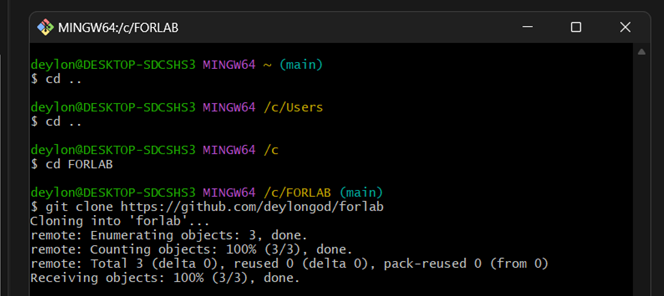 MINGW64:/c/FORLAB
deylon@DESKTOP-SDCSHS3 MINGW64 ~ (main)
$ cd ..
deylon@DESKTOP-SDCSHS3 MINGW64 /c/Users
$ cd ..
deylon@DESKTOP-SDCSHS3 MINGW64 /c
$ cd FORLAB
deylon@DESKTOP-SDCSHS3 MINGW64 /c/FORLAB (main)
$ git clone https://github.com/deylongod/forlab
Cloning into 'forlab'...
remote: Enumerating objects: 3, done.
remote: Counting objects: 100% (3/3), done.
remote: Total 3 (delta 0), reused 0 (delta 0), pack-reused 0 (from 0)
Receiving objects: 100% (3/3), done.